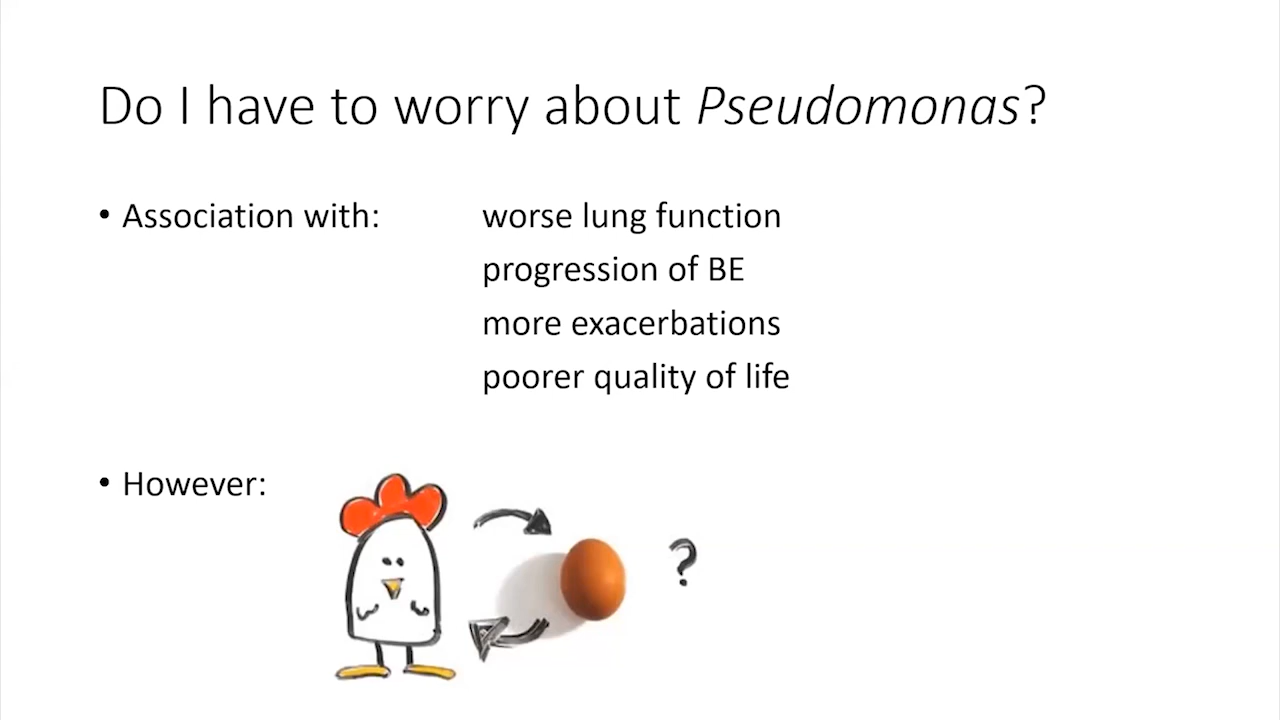 Do I have to worry about Pseudomonas?
• Association with: worse lung function
progression of BE
more exacerbations
poorer quality of life
• However:
?